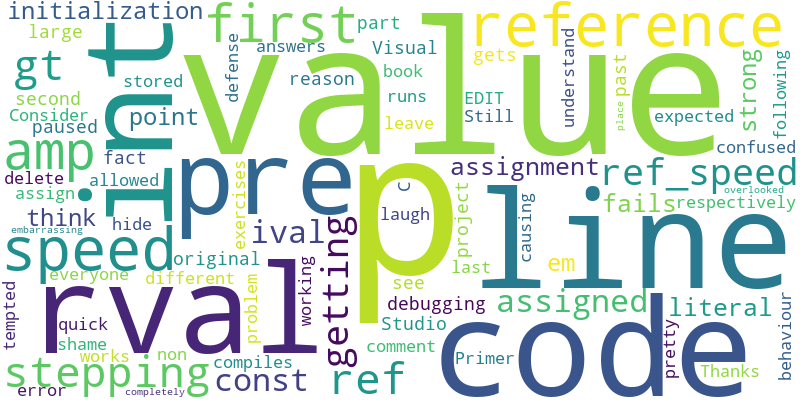 initialization
first
reference
large
part
int
value
gt
defense
answers
Visual
gets
understand
past
strong
following
stored
reason
book
second
Consider
runs
EDIT
place
expected
paused
point
leave
Still
confused
amp
fact
pre
p
assignment
ref_speed
delete
allowed
exercises
C
line
overlooked
assign
think
hide
ival
laugh
project
causing
fails
respectively
embarrassing
speed
original
getting
last
em
everyone
different
see
rval
problem
working
debugging
assigned
literal
behaviour
tempted
quick
Studio
code
shame
comment
pretty
works
non
compiles
Primer
Thanks
stepping
const
ref
error
completely